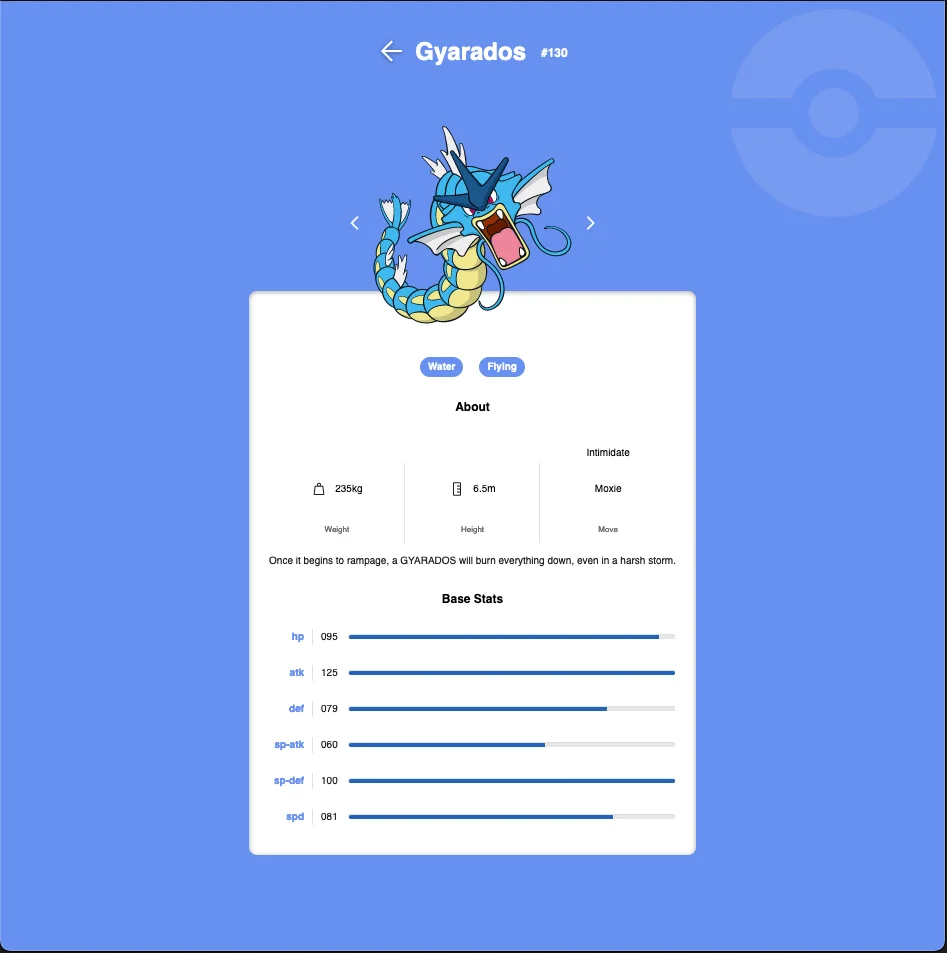 Gyarados #130
Water Flying
About
Intimidate
235kg 6.5m Moxie
Weight Height Move
Once it begins to rampage, a GYARADOS will burn everything down, even in a harsh storm.
Base Stats
hp 095
atk 125
def 079
sp-atk 060
sp-def 100
spd 081